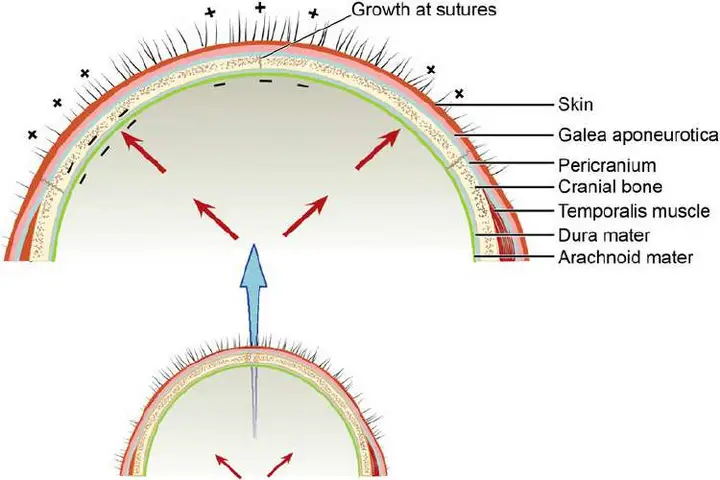 Growth at sutures
Skin
Galea aponeurotica
Pericranium
Cranial bone
Temporalis muscle
Dura mater
Arachnoid mater